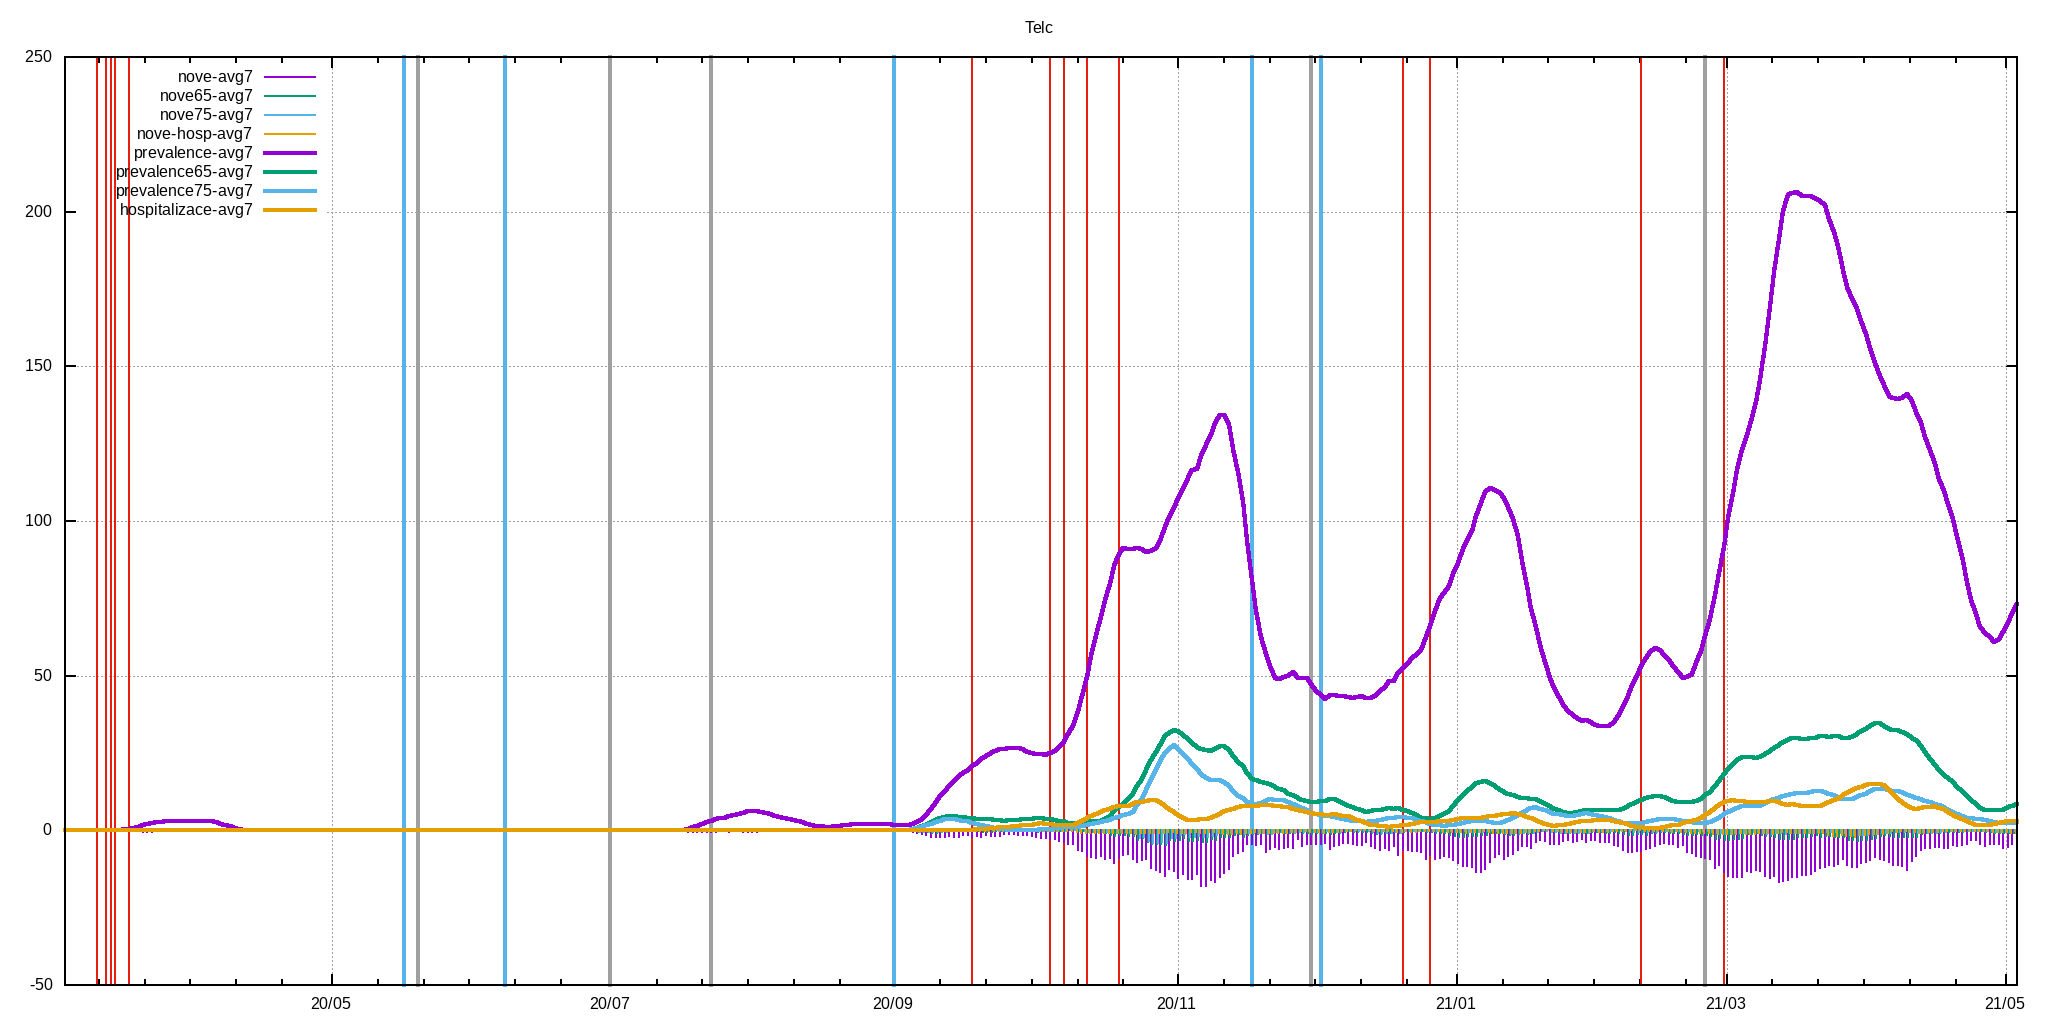 Telc
250
200
150
100
50
0
-50
nove-avg7
nove65-avg7
nove75-avg7
nove-hosp-avg7
prevalence-avg7
prevalence65-avg7
prevalence75-avg7
hospitalizace-avg7
20/05
20/07
20/09
20/11
21/01
21/03
21/05